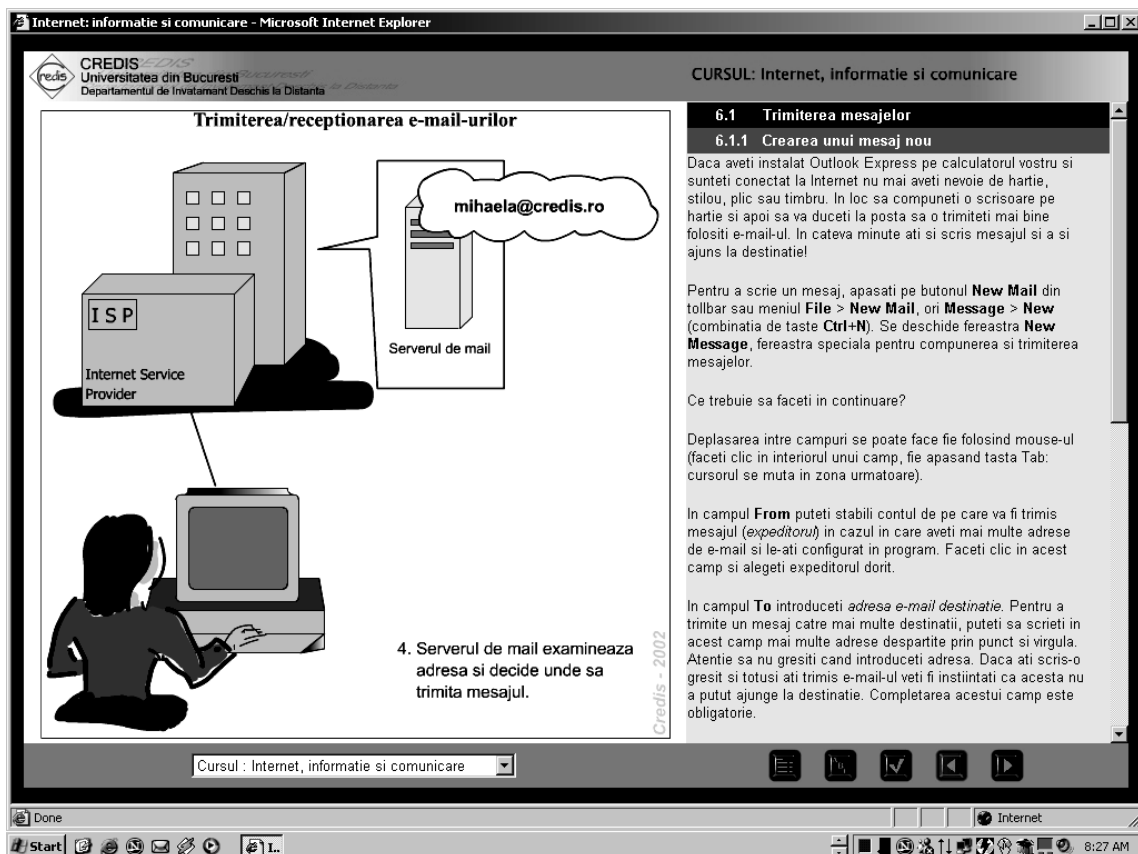 Internet: informatie si comunicare - Microsoft Internet Explorer
credis
CREDIS
Universitatea din Bucuresti
Departamentul de Invatamant Deschis la Distanta
CURSUL: Internet, informatie si comunicare
Trimiterea/receptionarea e-mail-urilor
mihaela@credis.ro
ISP
Internet Service
Provider
Serverul de mail
4. Serverul de mail examineaza
adresa si decide unde sa
trimita mesajul.
Credis - 2002
6.1 Trimiterea mesajelor
6.1.1 Crearea unui mesaj nou
Daca aveti instalat Outlook Express pe calculatorul vostru si
sunteti conectat la Internet nu mai aveti nevoie de hartie,
stilou, plic sau timbru. In loc sa compuneti o scrisoare pe
hartie si apoi sa va duceti la posta sa o trimiteti mai bine
folositi e-mail-ul. In cateva minute ati si scris mesajul si a si
ajuns la destinatie!
Pentru a scrie un mesaj, apasati pe butonul New Mail din
tollbar sau meniul File > New Mail, ori Message > New
(combinatia de taste Ctrl+N). Se deschide fereastra New
Message, fereastra speciala pentru compunerea si trimiterea
mesajelor.
Ce trebuie sa faceti in continuare?
Deplasarea intre campuri se poate face fie folosind mouse-ul
(faceti clic in interiorul unui camp, fie apasand tasta Tab:
cursorul se muta in zona urmatoare).
In campul From puteti stabili contul de pe care va fi trimis
mesajul (expeditorul) in cazul in care aveti mai multe adrese
de e-mail si le-ati configurat in program. Faceti clic in acest
camp si alegeti expeditorul dorit.
In campul To introduceti adresa e-mail destinatie. Pentru a
trimite un mesaj catre mai multe destinatii, puteti sa scrieti in
acest camp mai multe adrese despartite prin punct si virgula.
Atentie sa nu gresiti cand introduceti adresa. Daca ati scris-o
gresit si totusi ati trimis e-mail-ul veti fi instiintati ca acesta nu
a putut ajunge la destinatie. Completarea acestui camp este
obligatorie.
Cursul : Internet, informatie si comunicare
Done
Internet
Start
I..
8:27 AM